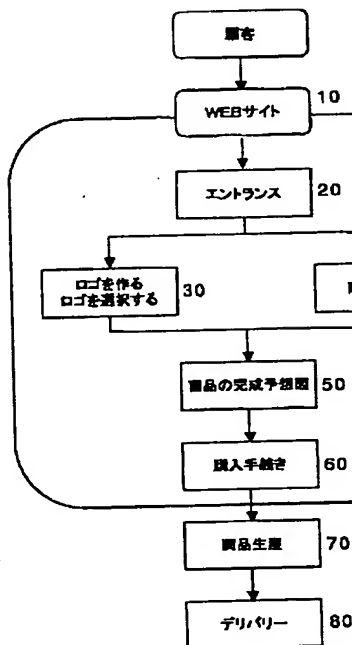 顧客
WEBサイト
10
エントランス
20
ロゴを作る
ロゴを選択する
30
商品の完成予想図
50
購入手続き
60
商品生産
70
デリバリー
80